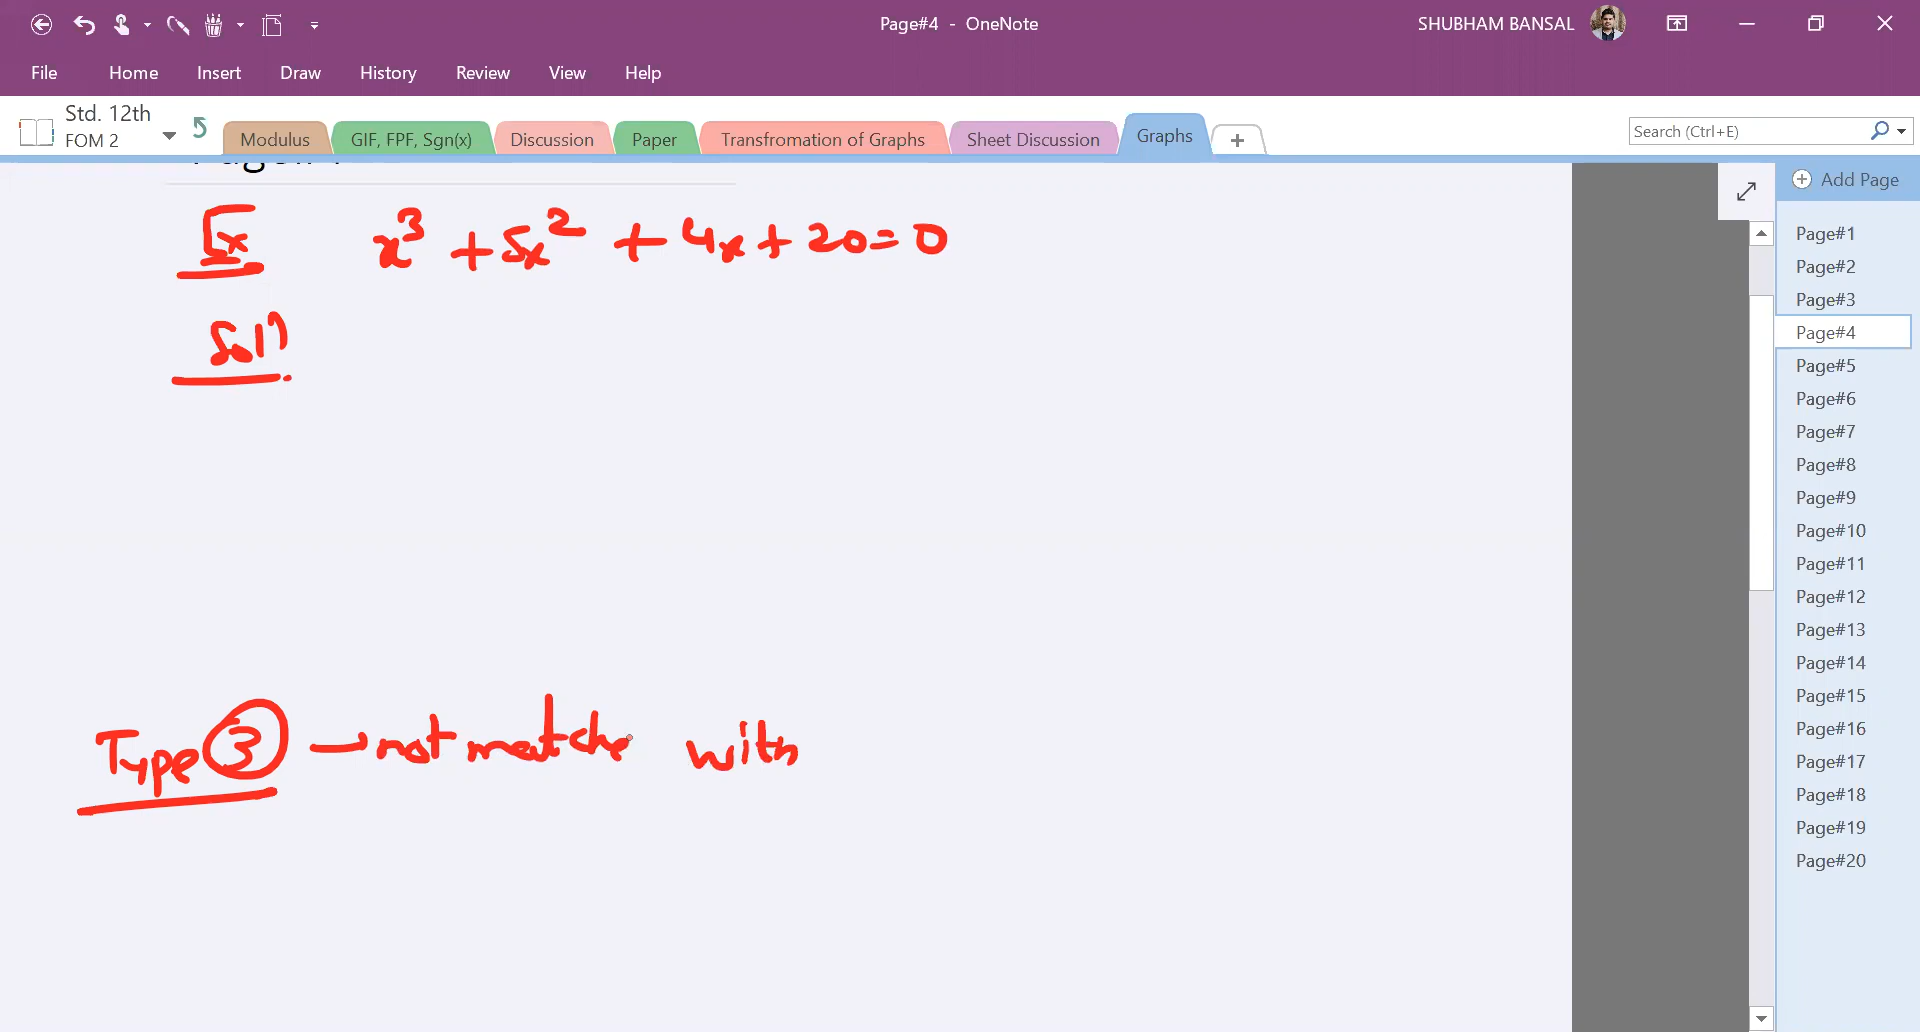 Page#4 - OneNote
SHUBHAM BANSAL
File Home Insert Draw History Review View Help
Std. 12th
FOM 2
Modulus GIF, FPF, Sgn(x) Discussion Paper Transfromation of Graphs Sheet Discussion Graphs
Search (Ctrl+E)
Add Page
Ex x³ + 5x² + 4x + 20 = 0
Soln
Type 3 → not matche with
Page#1
Page#2
Page#3
Page#4
Page#5
Page#6
Page#7
Page#8
Page#9
Page#10
Page#11
Page#12
Page#13
Page#14
Page#15
Page#16
Page#17
Page#18
Page#19
Page#20